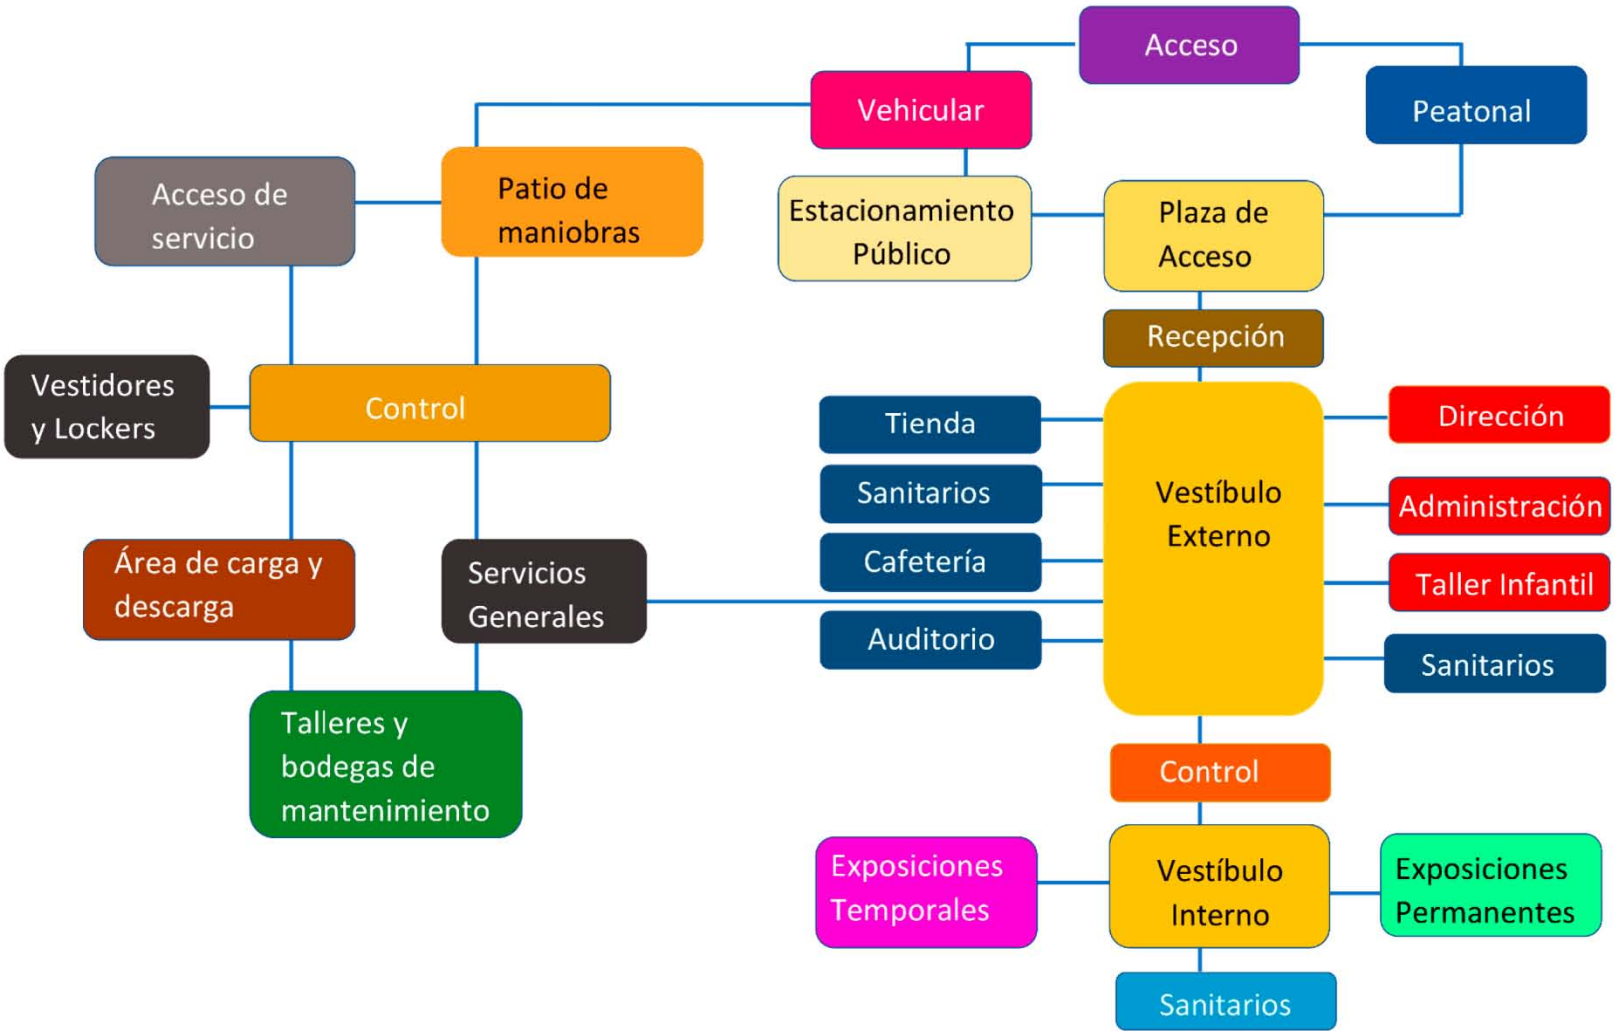 Acceso
Vehicular
Peatonal
Acceso de
servicio
Patio de
maniobras
Estacionamiento
Público
Plaza de
Acceso
Recepción
Vestidores
y Lockers
Control
Tienda
Sanitarios
Cafetería
Auditorio
Vestíbulo
Externo
Dirección
Administración
Taller Infantil
Sanitarios
Área de carga y
descarga
Servicios
Generales
Talleres y
bodegas de
mantenimiento
Control
Exposiciones
Temporales
Vestíbulo
Interno
Exposiciones
Permanentes
Sanitarios